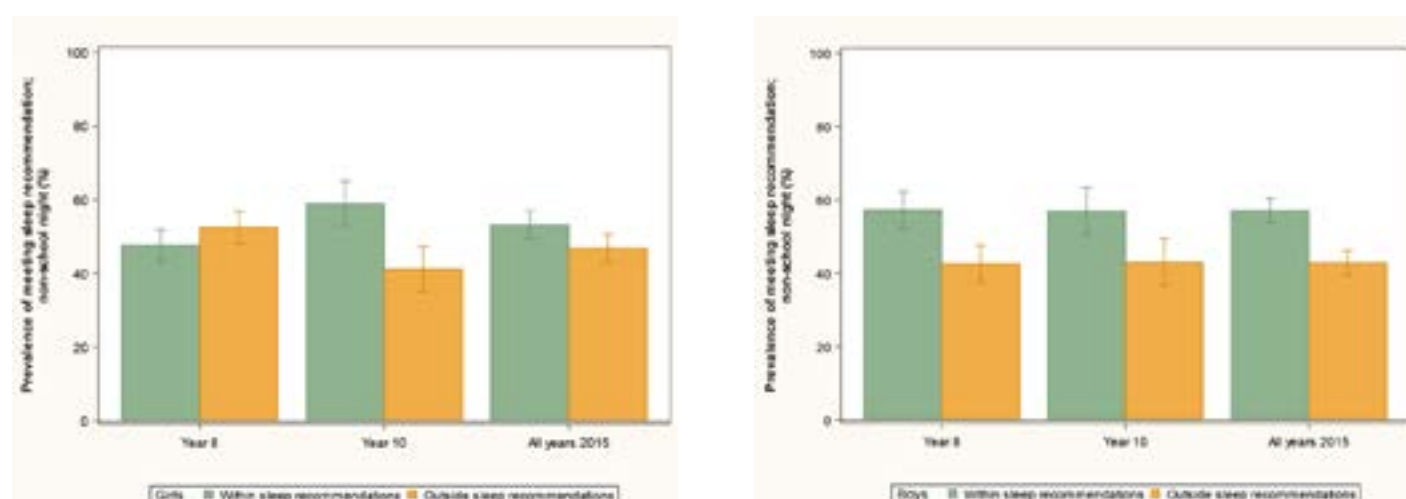 Prevalence of meeting sleep recommendation;
non-school night (%)
100
80
60
40
20
0
Year 8
Year 10
All years 2015
Girls Within sleep recommendations Outside sleep recommendations
Prevalence of meeting sleep recommendation;
non-school night (%)
100
80
60
40
20
0
Year 8
Year 10
All years 2015
Boys Within sleep recommendations Outside sleep recommendations